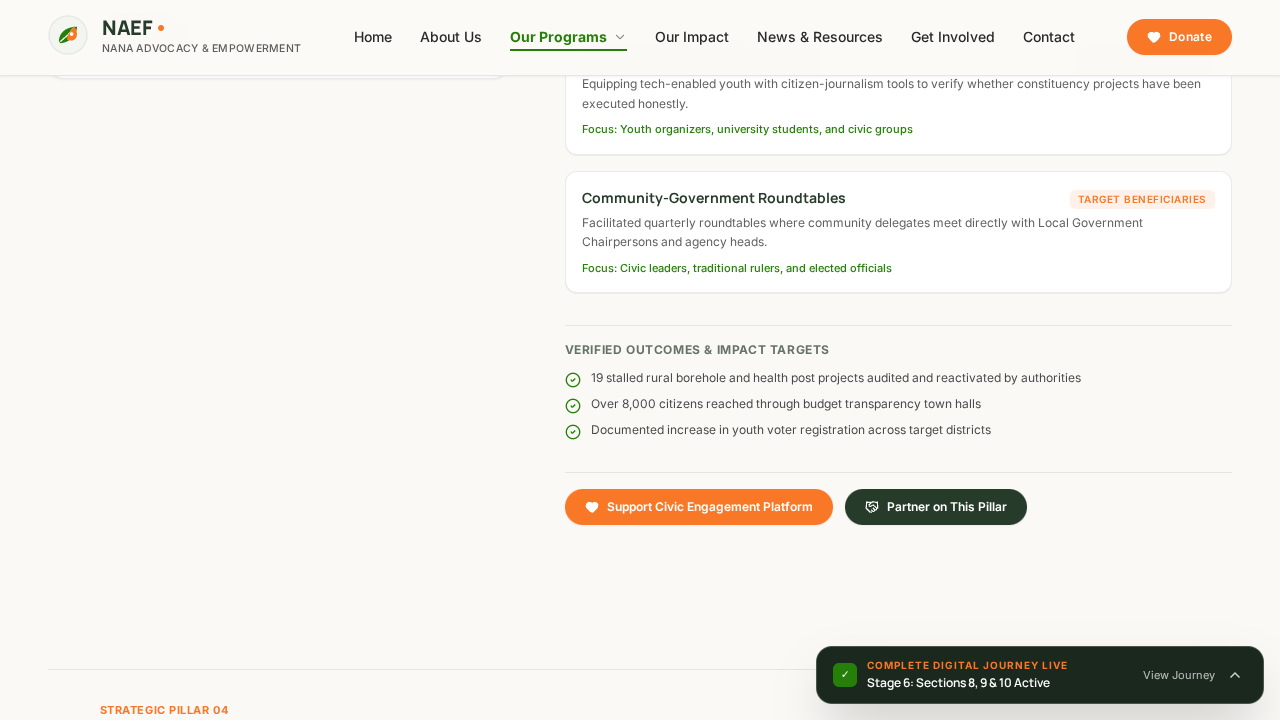 NAEF
NANA ADVOCACY & EMPOWERMENT
Home
About Us
Our Programs
Our Impact
News & Resources
Get Involved
Contact
Donate
Equipping tech-enabled youth with citizen-journalism tools to verify whether constituency projects have been
executed honestly.
Focus: Youth organizers, university students, and civic groups
Community-Government Roundtables
TARGET BENEFICIARIES
Facilitated quarterly roundtables where community delegates meet directly with Local Government
Chairpersons and agency heads.
Focus: Civic leaders, traditional rulers, and elected officials
VERIFIED OUTCOMES & IMPACT TARGETS
19 stalled rural borehole and health post projects audited and reactivated by authorities
Over 8,000 citizens reached through budget transparency town halls
Documented increase in youth voter registration across target districts
Support Civic Engagement Platform
Partner on This Pillar
COMPLETE DIGITAL JOURNEY LIVE
Stage 6: Sections 8, 9 & 10 Active
View Journey
STRATEGIC PILLAR 04